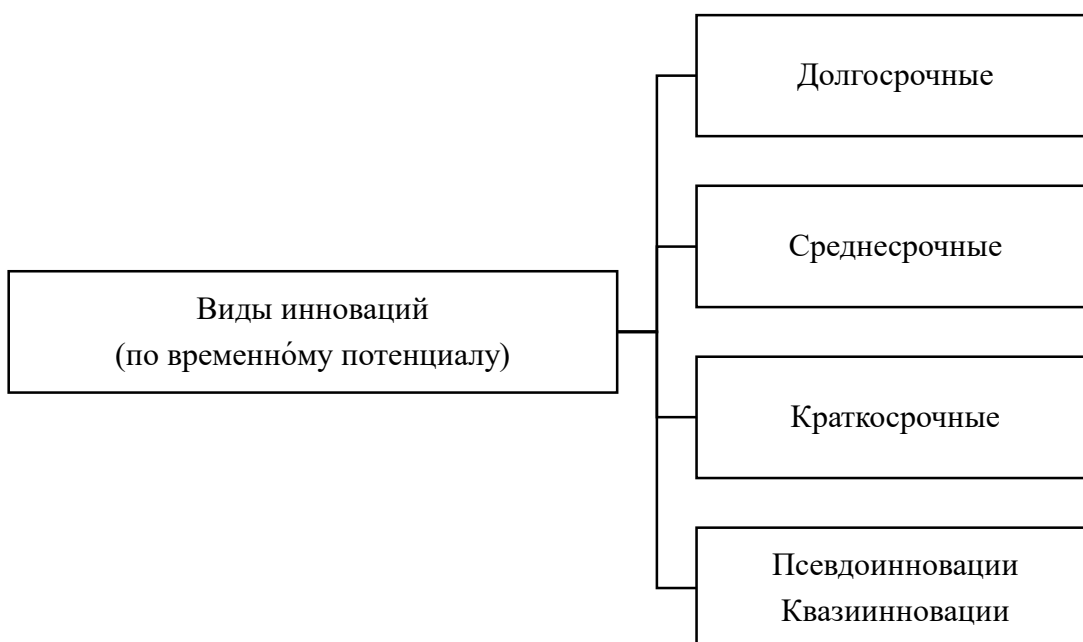 Долгосрочные
Среднесрочные
Виды инноваций
(по временно́му потенциалу)
Краткосрочные
Псевдоинновации
Квазиинновации